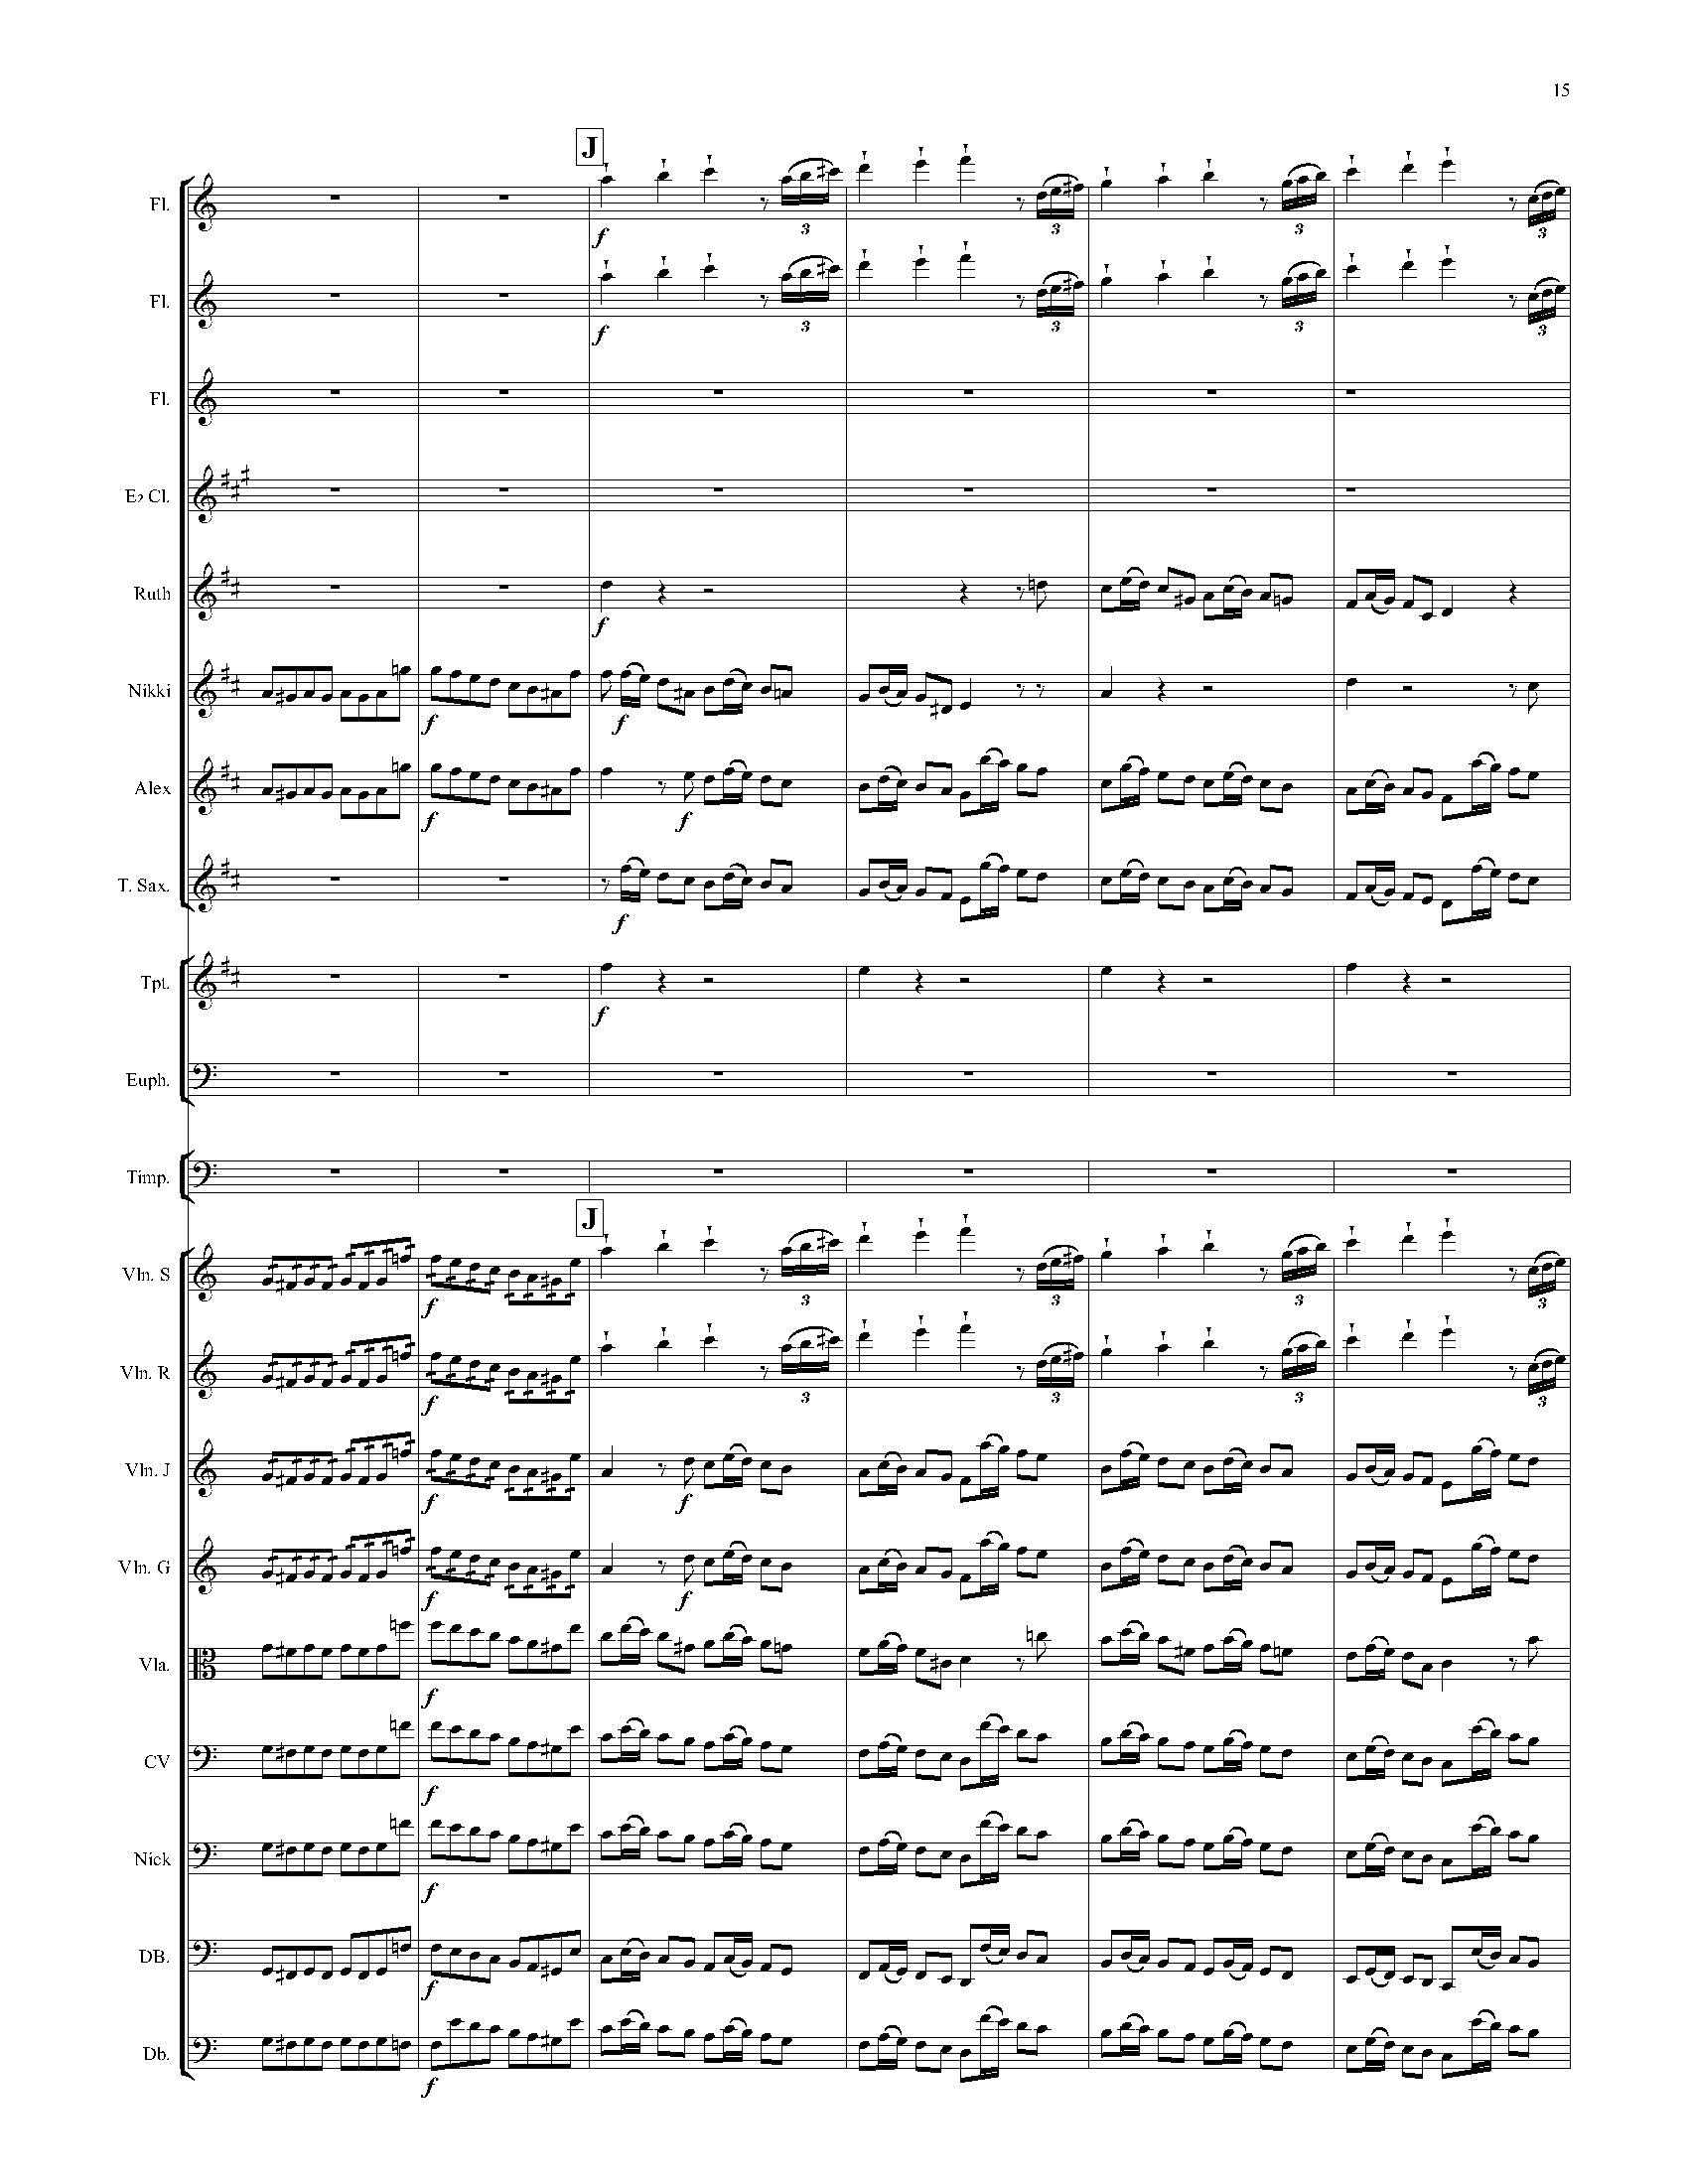 15
J
Fl.
Fl.
Fl.
E♭ Cl.
Ruth
Nikki
Alex
T. Sax.
Tpt.
Euph.
Timp.
J
Vln. S
Vln. R
Vln. J
Vln. G
Vla.
CV
Nick
DB.
Db.
f
3
3
3
3
f
3
3
3
3
f
f
f
f
f
f
f
f
3
3
3
3
f
3
3
3
3
f
f
f
f
f
f
f
f
f